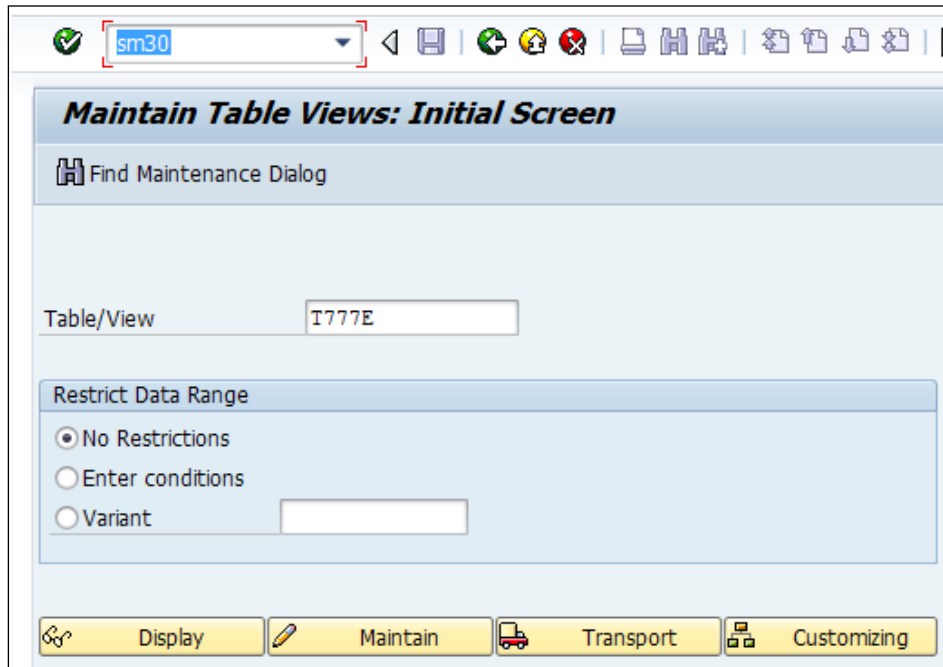 sm30
Maintain Table Views: Initial Screen
Find Maintenance Dialog
Table/View T777E
Restrict Data Range
No Restrictions
Enter conditions
Variant
Display Maintain Transport Customizing